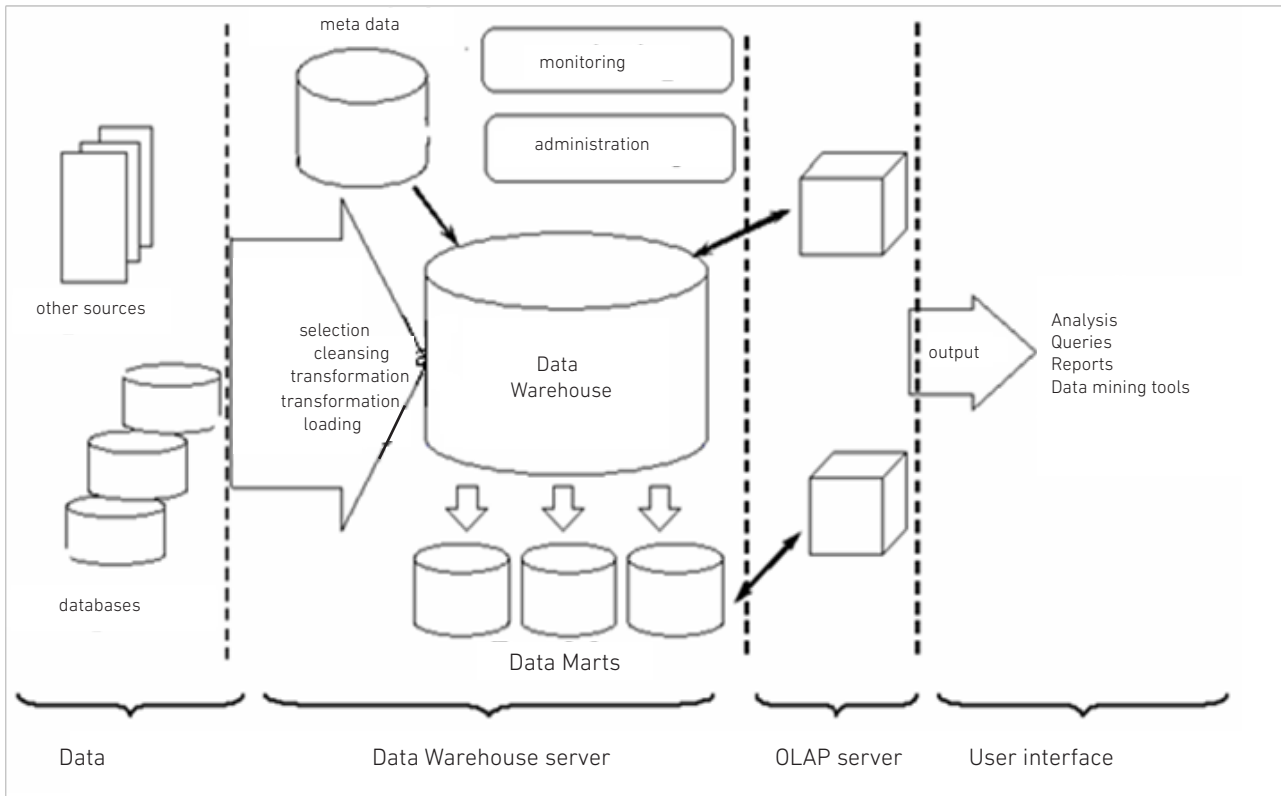 meta data
monitoring
administration
other sources
selection
cleansing
transformation
transformation
loading
Data
Warehouse
output
Analysis
Queries
Reports
Data mining tools
databases
Data Marts
Data
Data Warehouse server
OLAP server
User interface